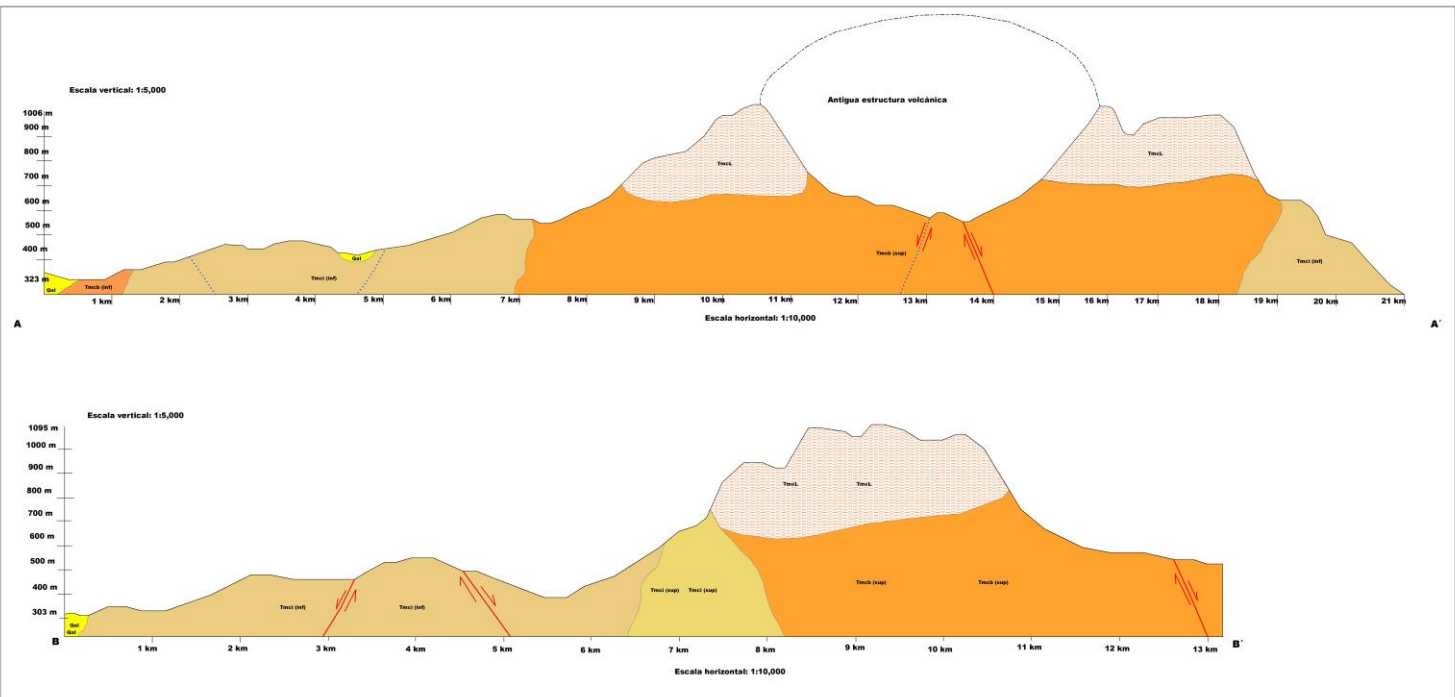 Escala vertical: 1:5,000
Antigua estructura volcánica
1006 m
900 m
800 m
700 m
600 m
500 m
400 m
323 m
TmcL
TmcL
Qal
Tmcb (inf)
Tmci (inf)
Qal
Tmcb (sup)
Tmci (inf)
1 km
2 km
3 km
4 km
5 km
6 km
7 km
8 km
9 km
10 km
11 km
12 km
13 km
14 km
15 km
16 km
17 km
18 km
19 km
20 km
21 km
Escala horizontal: 1:10,000
A
A´
Escala vertical: 1:5,000
1095 m
1000 m
900 m
800 m
700 m
600 m
500 m
400 m
303 m
TmcL
TmcL
Tmci (inf)
Tmci (inf)
Tmci (sup)
Tmci (sup)
Tmcb (sup)
Tmcb (sup)
Qal
Qal
B
B´
1 km
2 km
3 km
4 km
5 km
6 km
7 km
8 km
9 km
10 km
11 km
12 km
13 km
Escala horizontal: 1:10,000